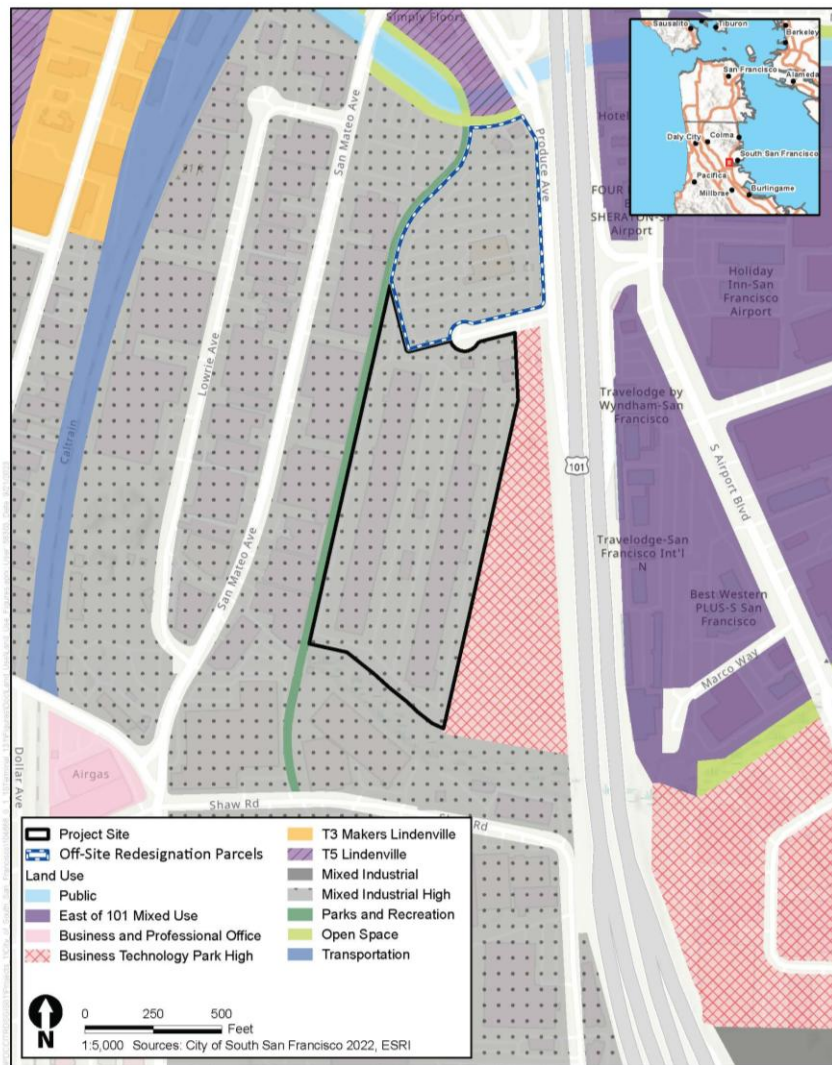 Simply Floors
San Mateo Ave
Produce Ave
Lowrie Ave
Caltrain
San Mateo Ave
Sausalito
Tiburon
Berkeley
San Francisco
Alameda
Daly City
Colma
South San Francisco
Pacifica
Millbrae
Burlingame
SHERATON-SF
Airport
Holiday
Inn-San
Francisco
Airport
Travelodge by
Wyndham-San
Francisco
101
S Airport Blvd
Travelodge-San
Francisco Int'l
N
Best Western
PLUS-S San
Francisco
Marco Way
Airgas
Dollar Ave
Shaw Rd
Rd
Project Site
Off-Site Redesignation Parcels
Land Use
Public
East of 101 Mixed Use
Business and Professional Office
Business Technology Park High
T3 Makers Lindenville
T5 Lindenville
Mixed Industrial
Mixed Industrial High
Parks and Recreation
Open Space
Transportation
N
0 250 500
Feet
1:5,000 Sources: City of South San Francisco 2022, ESRI